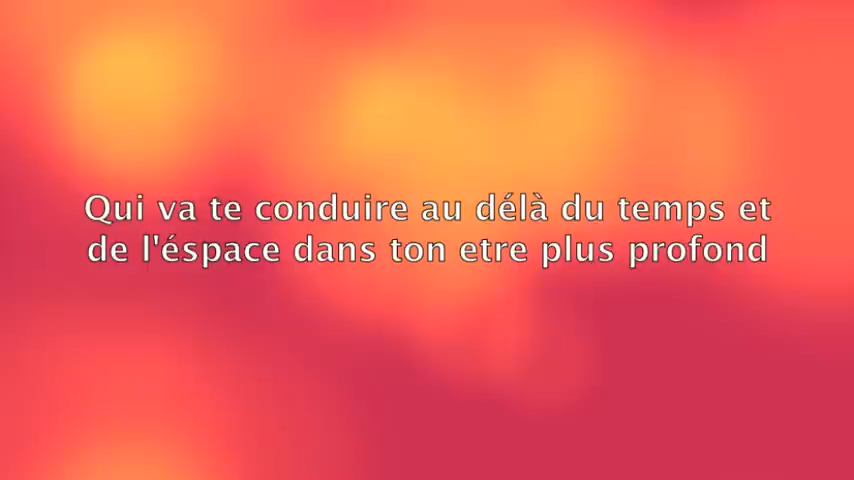 Qui va te conduire au délà du temps et
de l'éspace dans ton etre plus profond